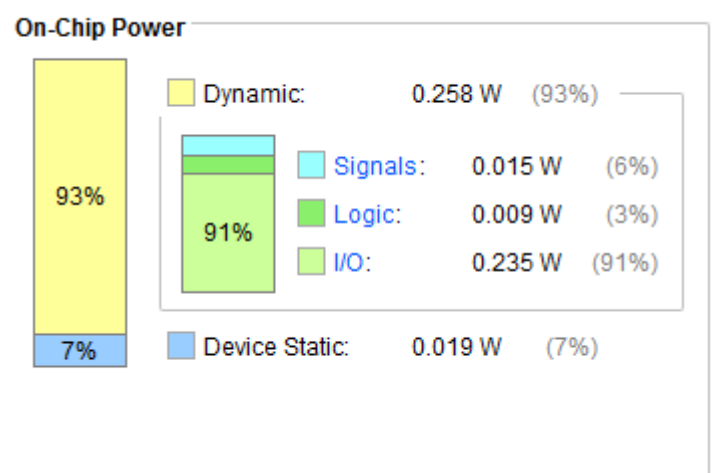 On-Chip Power
Dynamic: 0.258 W (93%)
Signals: 0.015 W (6%)
93%
Logic: 0.009 W (3%)
91%
I/O: 0.235 W (91%)
7%
Device Static: 0.019 W (7%)